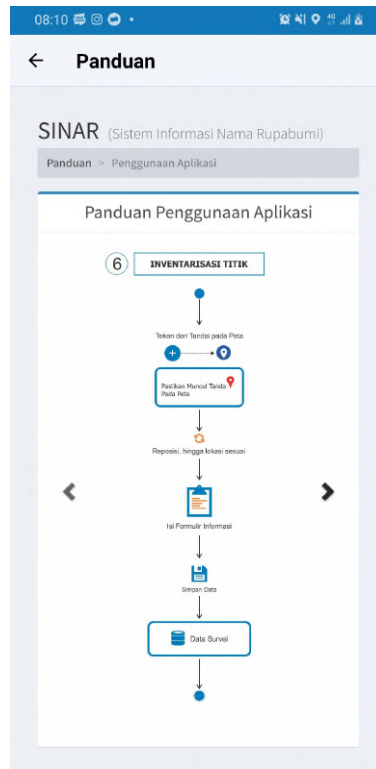 08:10
Panduan
SINAR (Sistem Informasi Nama Rupabumi)
Panduan > Penggunaan Aplikasi
Panduan Penggunaan Aplikasi
6 INVENTARISASI TITIK
Tekan dan Tandai pada Peta
Pastikan Muncul Tanda
Pada Peta
Reposisi, hingga lokasi sesuai
Isi Formulir Informasi
Simpan Data
Data Survei